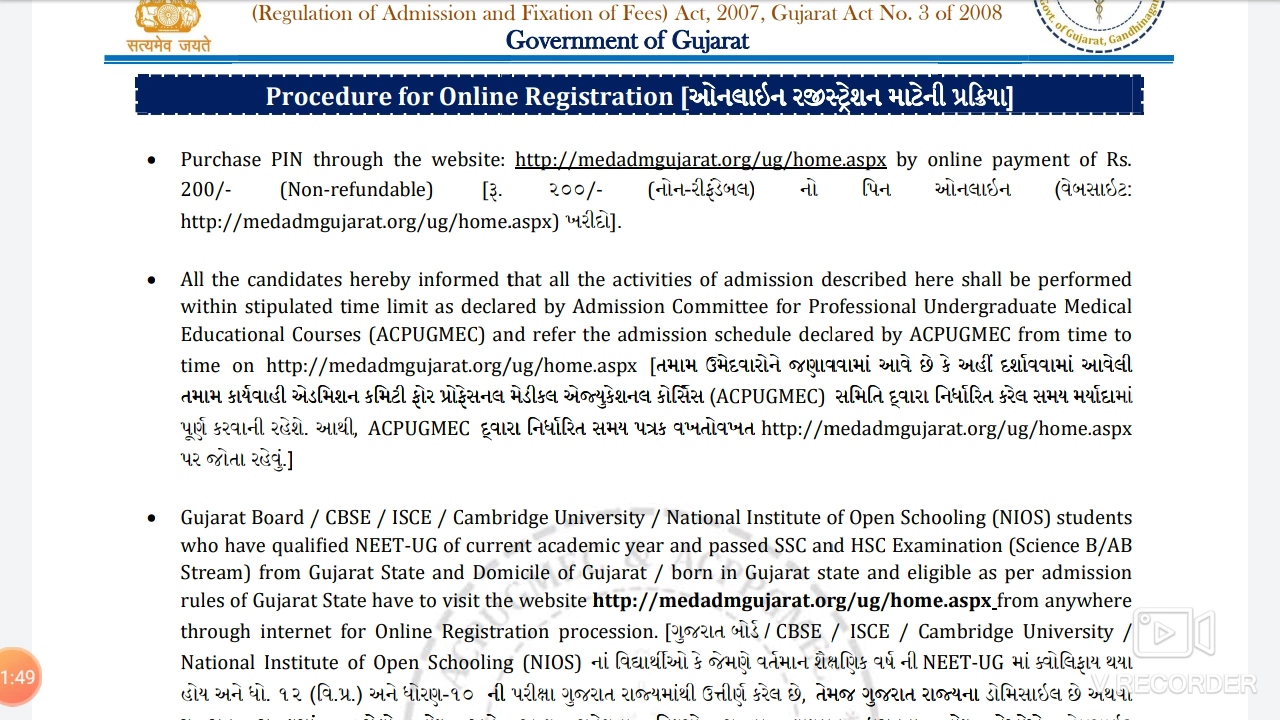 (Regulation of Admission and Fixation of Fees) Act, 2007, Gujarat Act No. 3 of 2008
सत्यमेव जयते
Government of Gujarat
Govt. of Gujarat, Gandhinagar
Procedure for Online Registration [ઓનલાઇન રજીસ્ટ્રેશન માટેની પ્રક્રિયા]
• Purchase PIN through the website: http://medadmgujarat.org/ug/home.aspx by online payment of Rs.
200/- (Non-refundable) [રૂ. ૨૦૦/- (નોન-રીફંડેબલ) નો પિન ઓનલાઇન (વેબસાઇટ:
http://medadmgujarat.org/ug/home.aspx) ખરીદો].
• All the candidates hereby informed that all the activities of admission described here shall be performed
within stipulated time limit as declared by Admission Committee for Professional Undergraduate Medical
Educational Courses (ACPUGMEC) and refer the admission schedule declared by ACPUGMEC from time to
time on http://medadmgujarat.org/ug/home.aspx [તમામ ઉમેદવારોને જણાવવામાં આવે છે કે અહીં દર્શાવવામાં આવેલી
તમામ કાર્યવાહી એડમિશન કમિટી ફોર પ્રોફેસનલ મેડીકલ એજ્યુકેશનલ કોર્સિસ (ACPUGMEC) સમિતિ દ્વારા નિર્ધારિત કરેલ સમય મર્યાદામાં
પૂર્ણ કરવાની રહેશે. આથી, ACPUGMEC દ્વારા નિર્ધારિત સમય પત્રક વખતોવખત http://medadmgujarat.org/ug/home.aspx
પર જોતા રહેવું.]
• Gujarat Board / CBSE / ISCE / Cambridge University / National Institute of Open Schooling (NIOS) students
who have qualified NEET-UG of current academic year and passed SSC and HSC Examination (Science B/AB
Stream) from Gujarat State and Domicile of Gujarat / born in Gujarat state and eligible as per admission
rules of Gujarat State have to visit the website http://medadmgujarat.org/ug/home.aspx from anywhere
through internet for Online Registration procession. [ગુજરાત બોર્ડ / CBSE / ISCE / Cambridge University /
National Institute of Open Schooling (NIOS) નાં વિદ્યાર્થીઓ કે જેમણે વર્તમાન શૈક્ષણિક વર્ષ ની NEET-UG માં ક્વોલિફાય થયા
હોય અને ધો. ૧૨ (વિ.પ્ર.) અને ધોરણ-૧૦ ની પરીક્ષા ગુજરાત રાજ્યમાંથી ઉત્તીર્ણ કરેલ છે, તેમજ ગુજરાત રાજ્યના ડોમિસાઈલ છે અથવા
ACPUGMEC & ACPPGMEC
V RECORDER
1:49